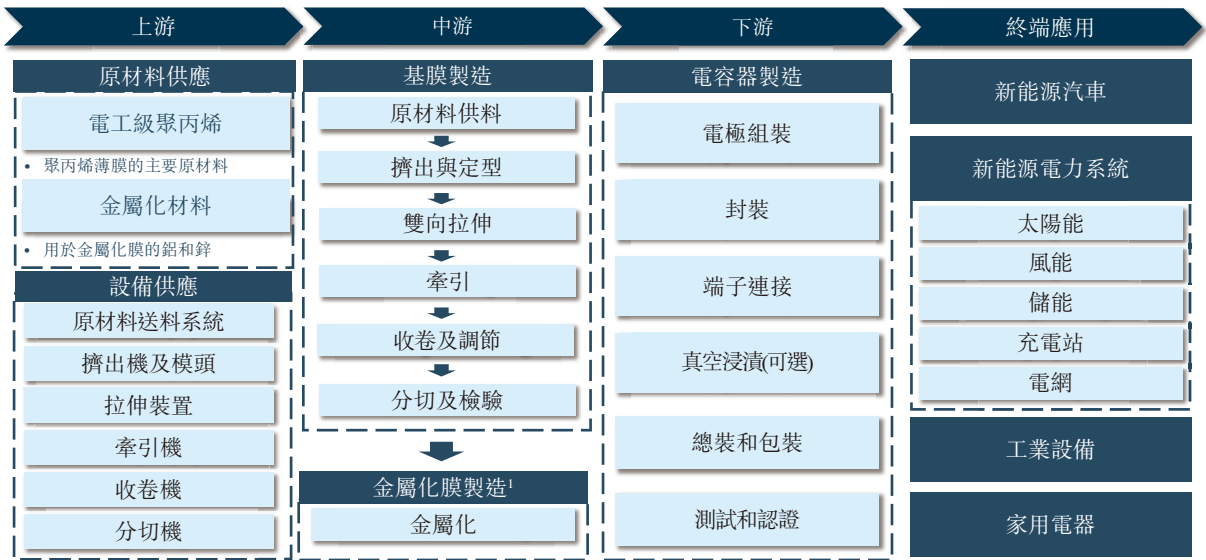 上游
中游
下游
終端應用
原材料供應
電工級聚丙烯
• 聚丙烯薄膜的主要原材料
金屬化材料
• 用於金屬化膜的鋁和鋅
設備供應
原材料送料系統
擠出機及模頭
拉伸裝置
牽引機
收卷機
分切機
基膜製造
原材料供料
擠出與定型
雙向拉伸
牽引
收卷及調節
分切及檢驗
金屬化膜製造¹
金屬化
電容器製造
電極組裝
封裝
端子連接
真空浸漬(可選)
總裝和包裝
測試和認證
新能源汽車
新能源電力系統
太陽能
風能
儲能
充電站
電網
工業設備
家用電器